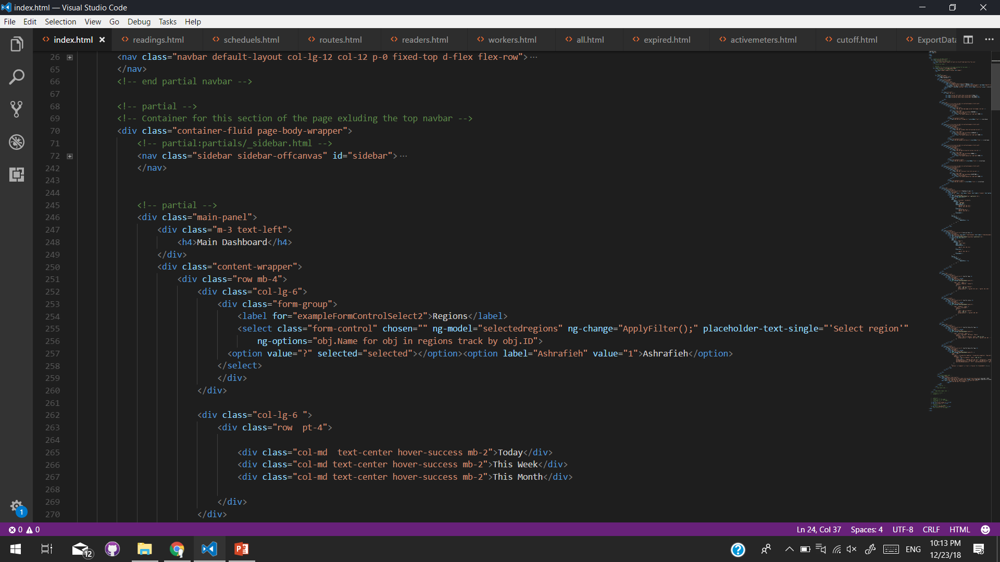 index.html — Visual Studio Code
File Edit Selection View Go Debug Tasks Help
index.html readings.html scheduels.html routes.html readers.html workers.html all.html expired.html activemeters.html cutoff.html ExportData
26 <nav class="navbar default-layout col-lg-12 col-12 p-0 fixed-top d-flex flex-row">···
65 </nav>
66 <!-- end partial navbar -->
67
68 <!-- partial -->
69 <!-- Container for this section of the page exluding the top navbar -->
70 <div class="container-fluid page-body-wrapper">
71 <!-- partial:partials/_sidebar.html -->
72 <nav class="sidebar sidebar-offcanvas" id="sidebar">···
242 </nav>
243
244
245 <!-- partial -->
246 <div class="main-panel">
247 <div class="m-3 text-left">
248 <h4>Main Dashboard</h4>
249 </div>
250 <div class="content-wrapper">
251 <div class="row mb-4">
252 <div class="col-lg-6">
253 <div class="form-group">
254 <label for="exampleFormControlSelect2">Regions</label>
255 <select class="form-control" chosen="" ng-model="selectedregions" ng-change="ApplyFilter();" placeholder-text-single="'Select region'"
256 ng-options="obj.Name for obj in regions track by obj.ID">
257 <option value="?" selected="selected"></option><option label="Ashrafieh" value="1">Ashrafieh</option>
258 </select>
259 </div>
260 </div>
261
262 <div class="col-lg-6 ">
263 <div class="row  pt-4">
264
265 <div class="col-md  text-center hover-success mb-2">Today</div>
266 <div class="col-md text-center hover-success mb-2">This Week</div>
267 <div class="col-md text-center hover-success mb-2">This Month</div>
268
269 </div>
270 </div>
1
0 0 Ln 24, Col 37 Spaces: 4 UTF-8 CRLF HTML
12 ENG 10:13 PM
12/23/18